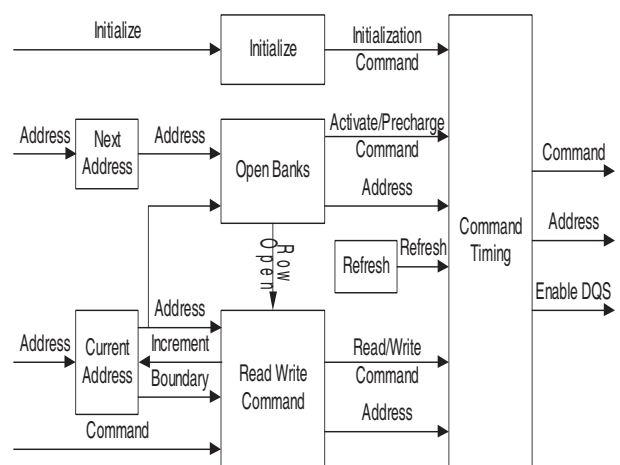 Initialize
Initialize
Initialization
Command
Address
Next
Address
Address
Open Banks
Activate/Precharge
Command
Address
Row
Open
Refresh
Refresh
Command
Timing
Command
Address
Enable DQS
Address
Current
Address
Address
Increment
Boundary
Command
Read Write
Command
Read/Write
Command
Address